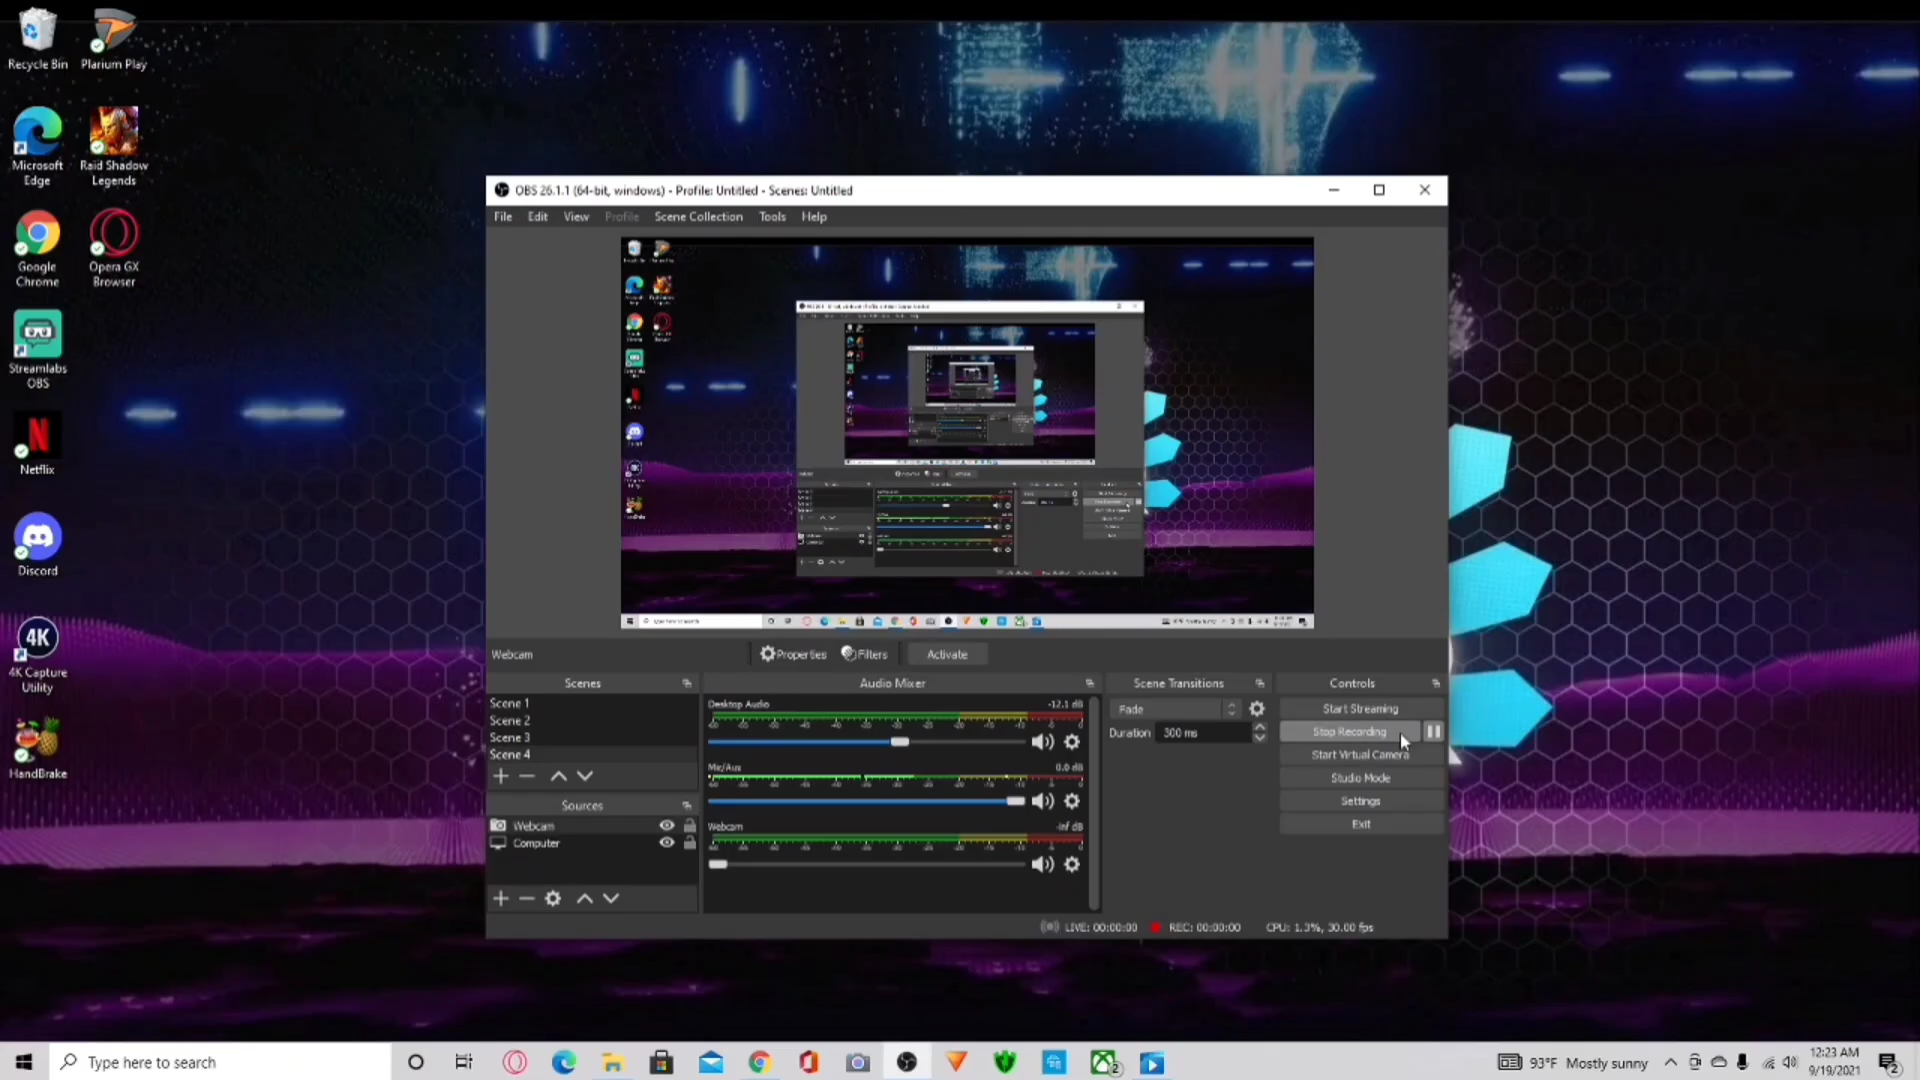 Recycle Bin
Plarium Play
Microsoft
Edge
Raid Shadow
Legends
Google
Chrome
Opera GX
Browser
Streamlabs
OBS
Netflix
Discord
4K
4K Capture
Utility
HandBrake
OBS 26.1.1 (64-bit, windows) - Profile: Untitled - Scenes: Untitled
File Edit View Profile Scene Collection Tools Help
Webcam
Properties Filters Activate
Scenes
Scene 1
Scene 2
Scene 3
Scene 4
Sources
Webcam
Computer
Audio Mixer
Desktop Audio -12.1 dB
Mic/Aux 0.0 dB
Webcam -inf dB
Scene Transitions
Fade
Duration 300 ms
Controls
Start Streaming
Stop Recording
Start Virtual Camera
Studio Mode
Settings
Exit
LIVE: 00:00:00 REC: 00:00:00 CPU: 1.3%, 30.00 fps
Type here to search
93°F Mostly sunny
12:23 AM
9/19/2021
2
2